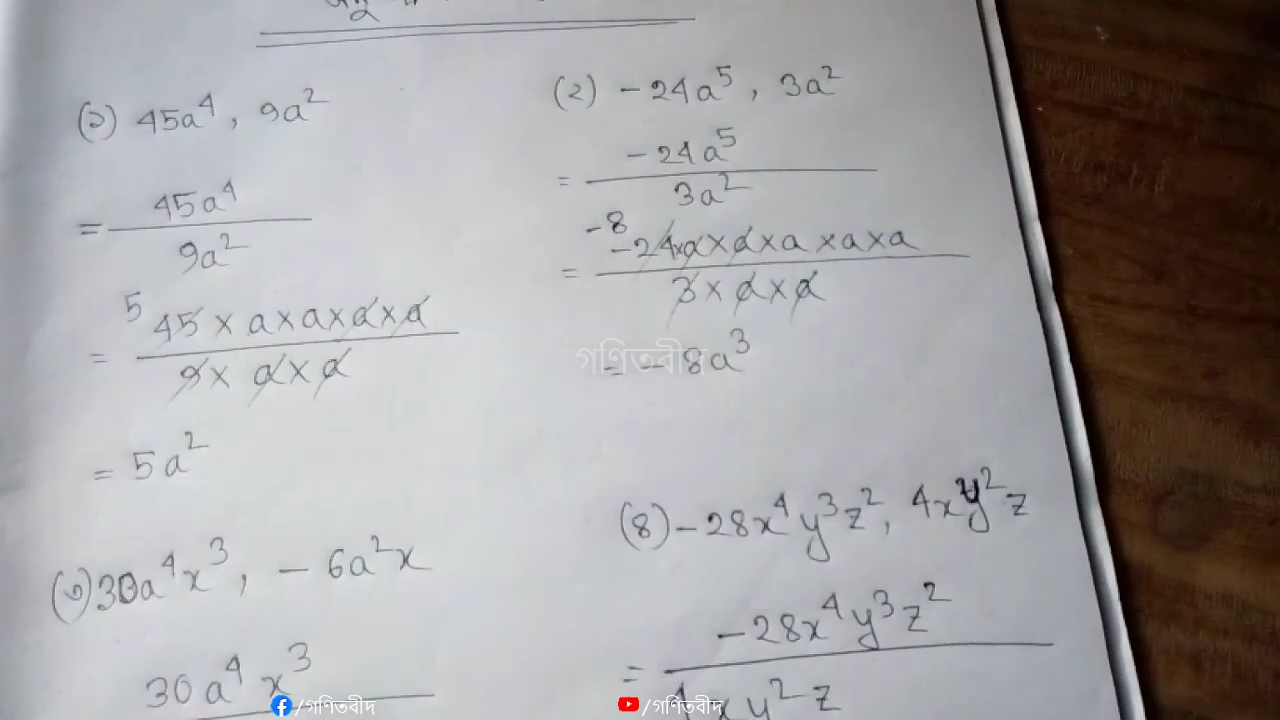 (১) 45a⁴, 9a²
= 45a⁴ / 9a²
5
= 45 × a × a × a × a / 9 × a × a
= 5a²
(২) -24a⁵, 3a²
= -24a⁵ / 3a²
-8
= -24 × a × a × a × a × a / 3 × a × a
= -8a³
গণিতবীদ
(৩) 30a⁴x³, -6a²x
30a⁴x³
(৪) -28x⁴y³z², 4xy²z
= -28x⁴y³z² / 4xy²z
/গণিতবীদ
/গণিতবীদ